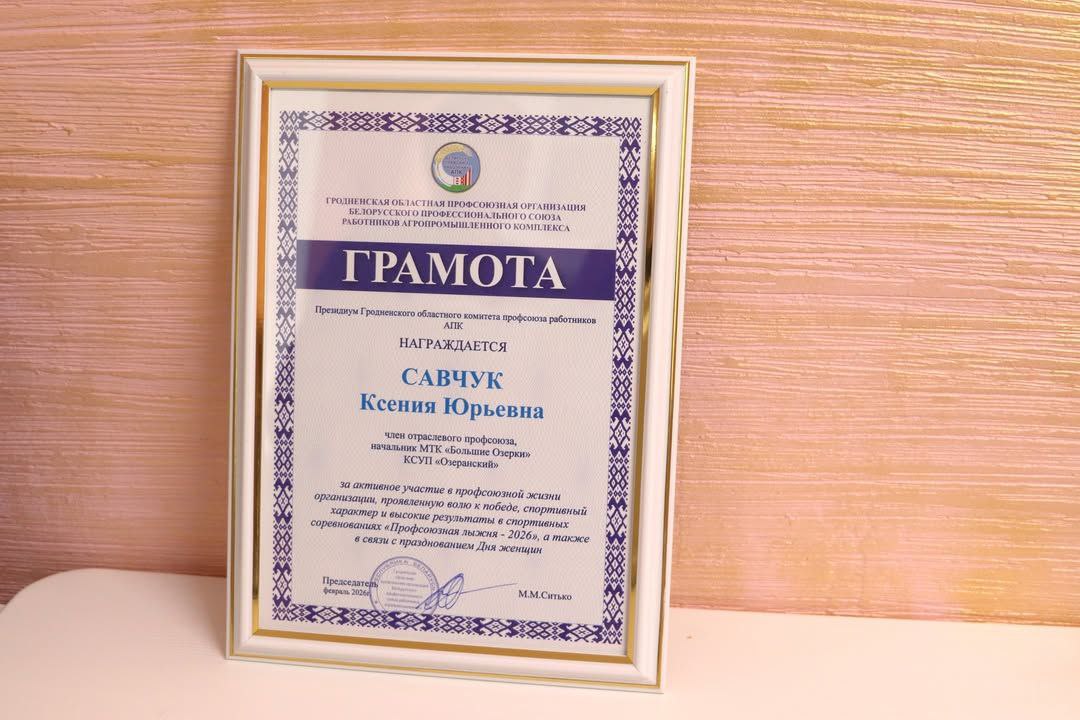 ГРОДНЕНСКАЯ ОБЛАСТНАЯ ПРОФСОЮЗНАЯ ОРГАНИЗАЦИЯ
БЕЛОРУССКОГО ПРОФЕССИОНАЛЬНОГО СОЮЗА
РАБОТНИКОВ АГРОПРОМЫШЛЕННОГО КОМПЛЕКСА
ГРАМОТА
Президиум Гродненского областного комитета профсоюза работников
АПК
НАГРАЖДАЕТСЯ
САВЧУК
Ксения Юрьевна
член отраслевого профсоюза,
начальник МТК «Большие Озерки»
КСУП «Озеранский»
за активное участие в профсоюзной жизни
организации, проявленную волю к победе, спортивный
характер и высокие результаты в спортивных
соревнованиях «Профсоюзная лыжня - 2026», а также
в связи с празднованием Дня женщин
Председатель
февраль 2026г
М.М.Ситько